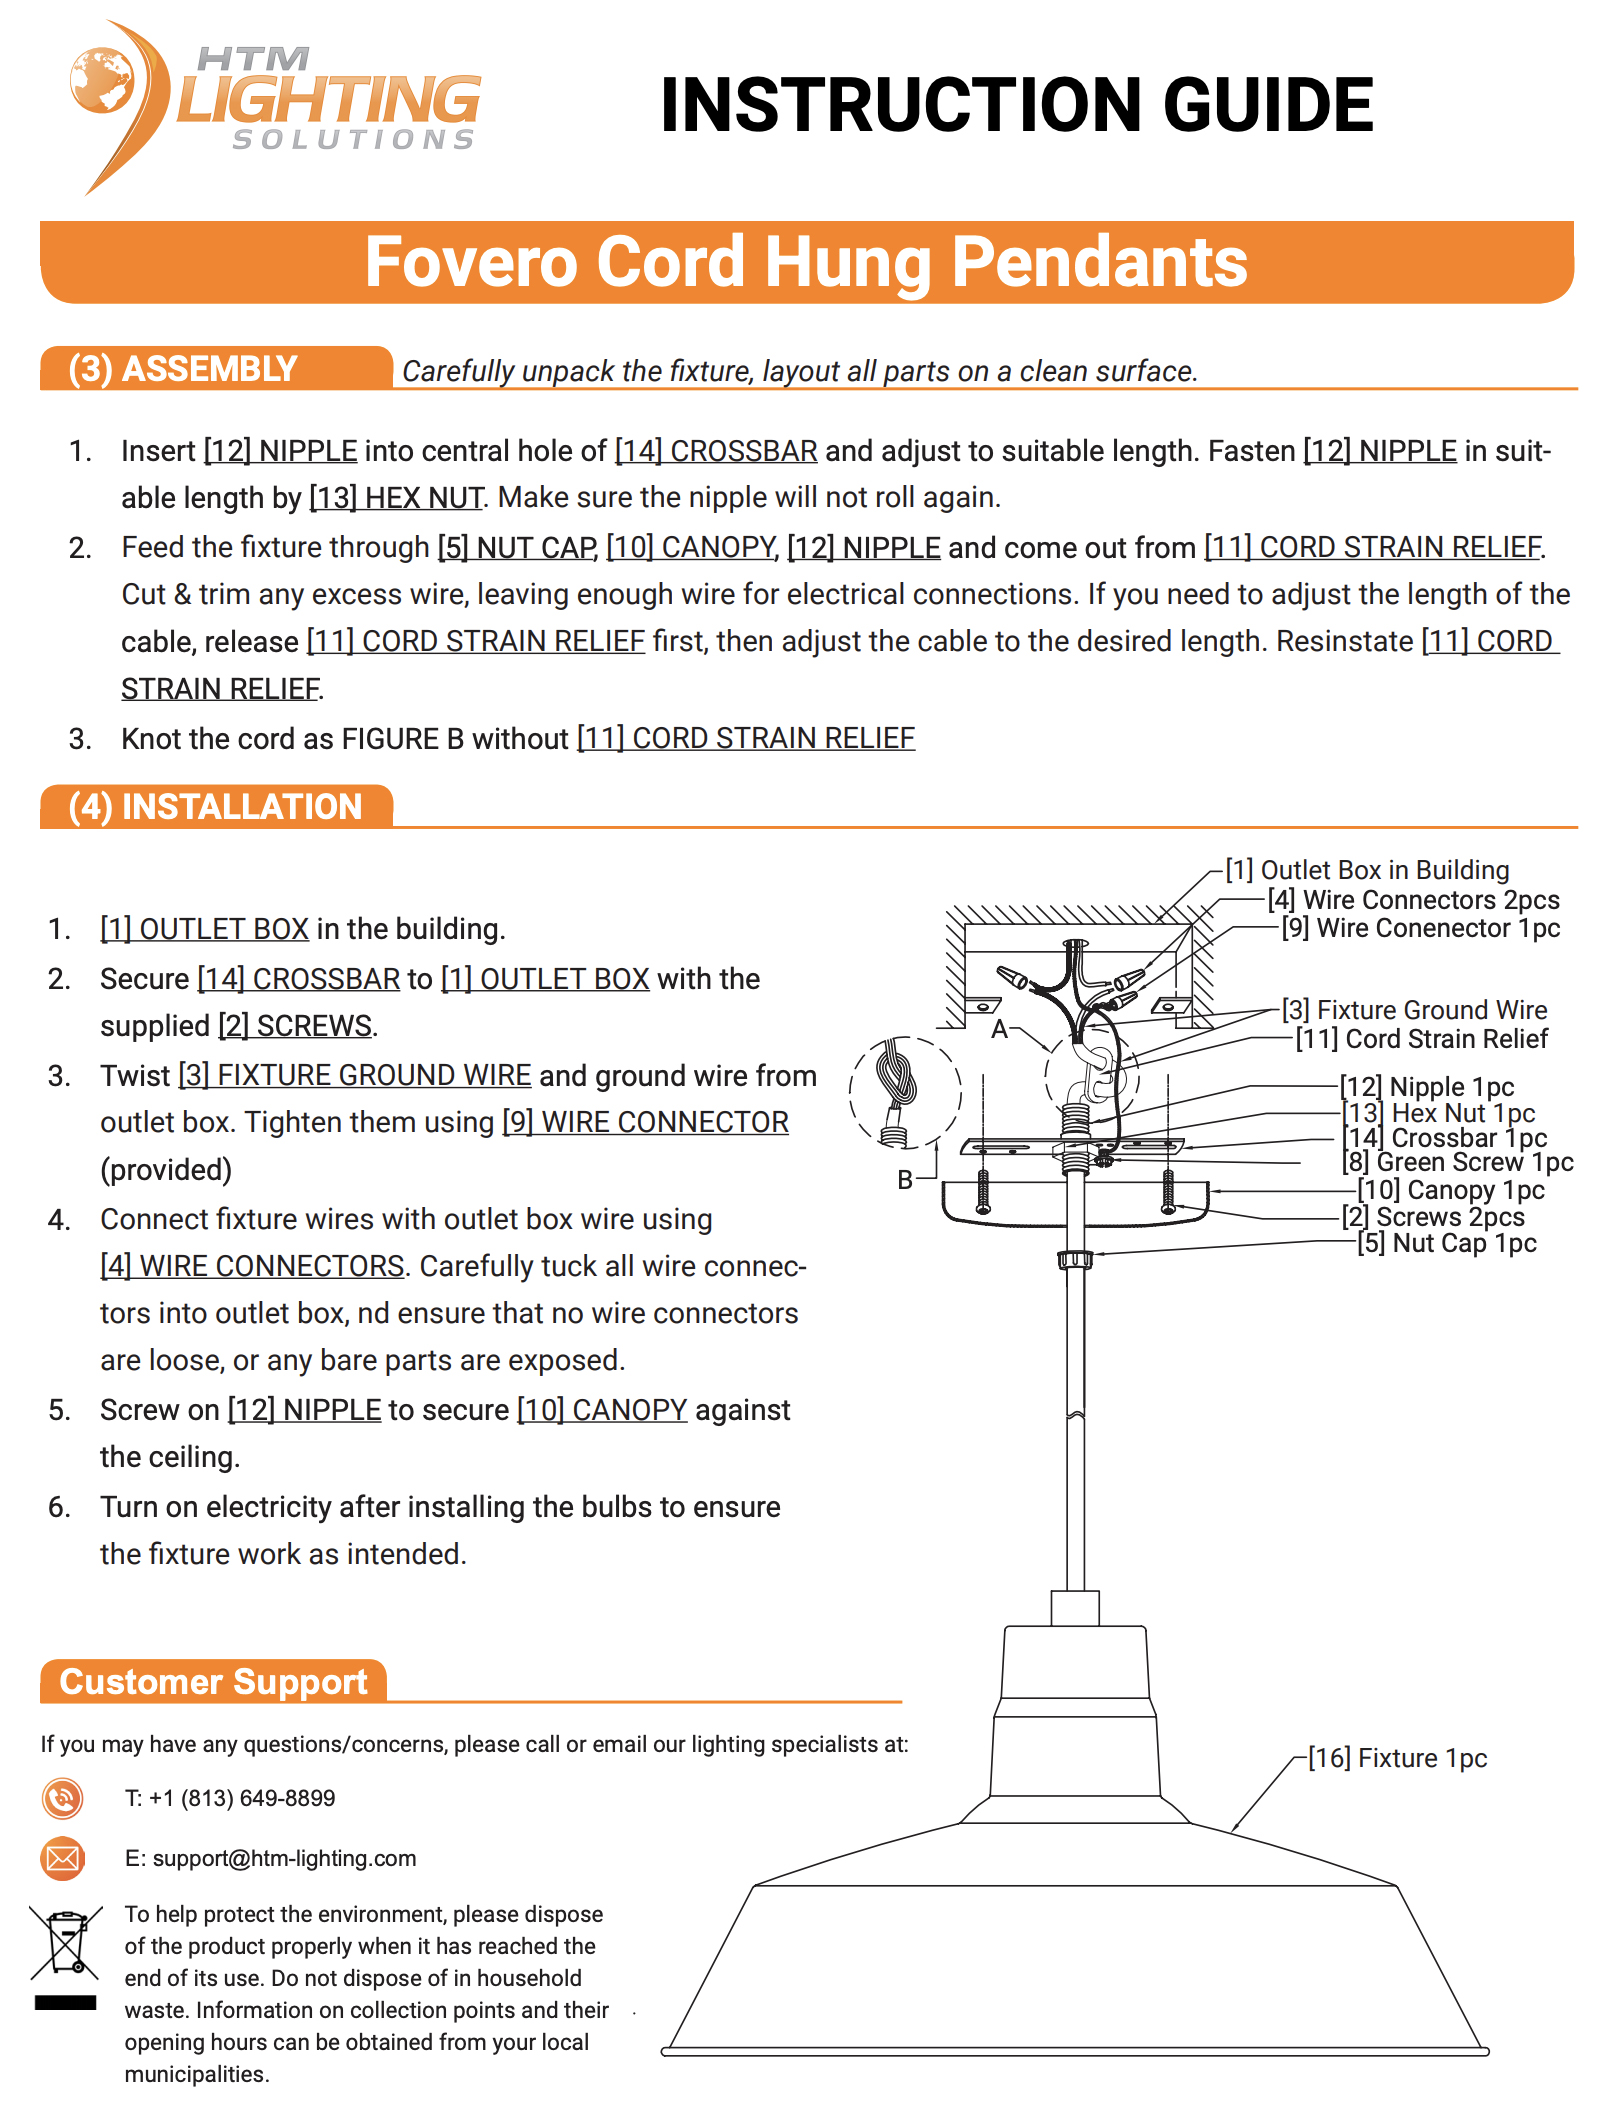 HTM
LIGHTING
SOLUTIONS
INSTRUCTION GUIDE
Fovero Cord Hung Pendants
(3) ASSEMBLY
Carefully unpack the fixture, layout all parts on a clean surface.
1. Insert [12] NIPPLE into central hole of [14] CROSSBAR and adjust to suitable length. Fasten [12] NIPPLE in suit-
able length by [13] HEX NUT. Make sure the nipple will not roll again.
2. Feed the fixture through [5] NUT CAP, [10] CANOPY, [12] NIPPLE and come out from [11] CORD STRAIN RELIEF.
Cut & trim any excess wire, leaving enough wire for electrical connections. If you need to adjust the length of the
cable, release [11] CORD STRAIN RELIEF first, then adjust the cable to the desired length. Resinstate [11] CORD
STRAIN RELIEF.
3. Knot the cord as FIGURE B without [11] CORD STRAIN RELIEF
(4) INSTALLATION
1. [1] OUTLET BOX in the building.
2. Secure [14] CROSSBAR to [1] OUTLET BOX with the
supplied [2] SCREWS.
3. Twist [3] FIXTURE GROUND WIRE and ground wire from
outlet box. Tighten them using [9] WIRE CONNECTOR
(provided)
4. Connect fixture wires with outlet box wire using
[4] WIRE CONNECTORS. Carefully tuck all wire connec-
tors into outlet box, nd ensure that no wire connectors
are loose, or any bare parts are exposed.
5. Screw on [12] NIPPLE to secure [10] CANOPY against
the ceiling.
6. Turn on electricity after installing the bulbs to ensure
the fixture work as intended.
[1] Outlet Box in Building
[4] Wire Connectors 2pcs
[9] Wire Conenector 1pc
[3] Fixture Ground Wire
A
[11] Cord Strain Relief
[12] Nipple 1pc
[13] Hex Nut 1pc
[14] Crossbar 1pc
[8] Green Screw 1pc
B
[10] Canopy 1pc
[2] Screws 2pcs
[5] Nut Cap 1pc
[16] Fixture 1pc
Customer Support
If you may have any questions/concerns, please call or email our lighting specialists at:
T: +1 (813) 649-8899
E: support@htm-lighting.com
To help protect the environment, please dispose
of the product properly when it has reached the
end of its use. Do not dispose of in household
waste. Information on collection points and their
opening hours can be obtained from your local
municipalities.